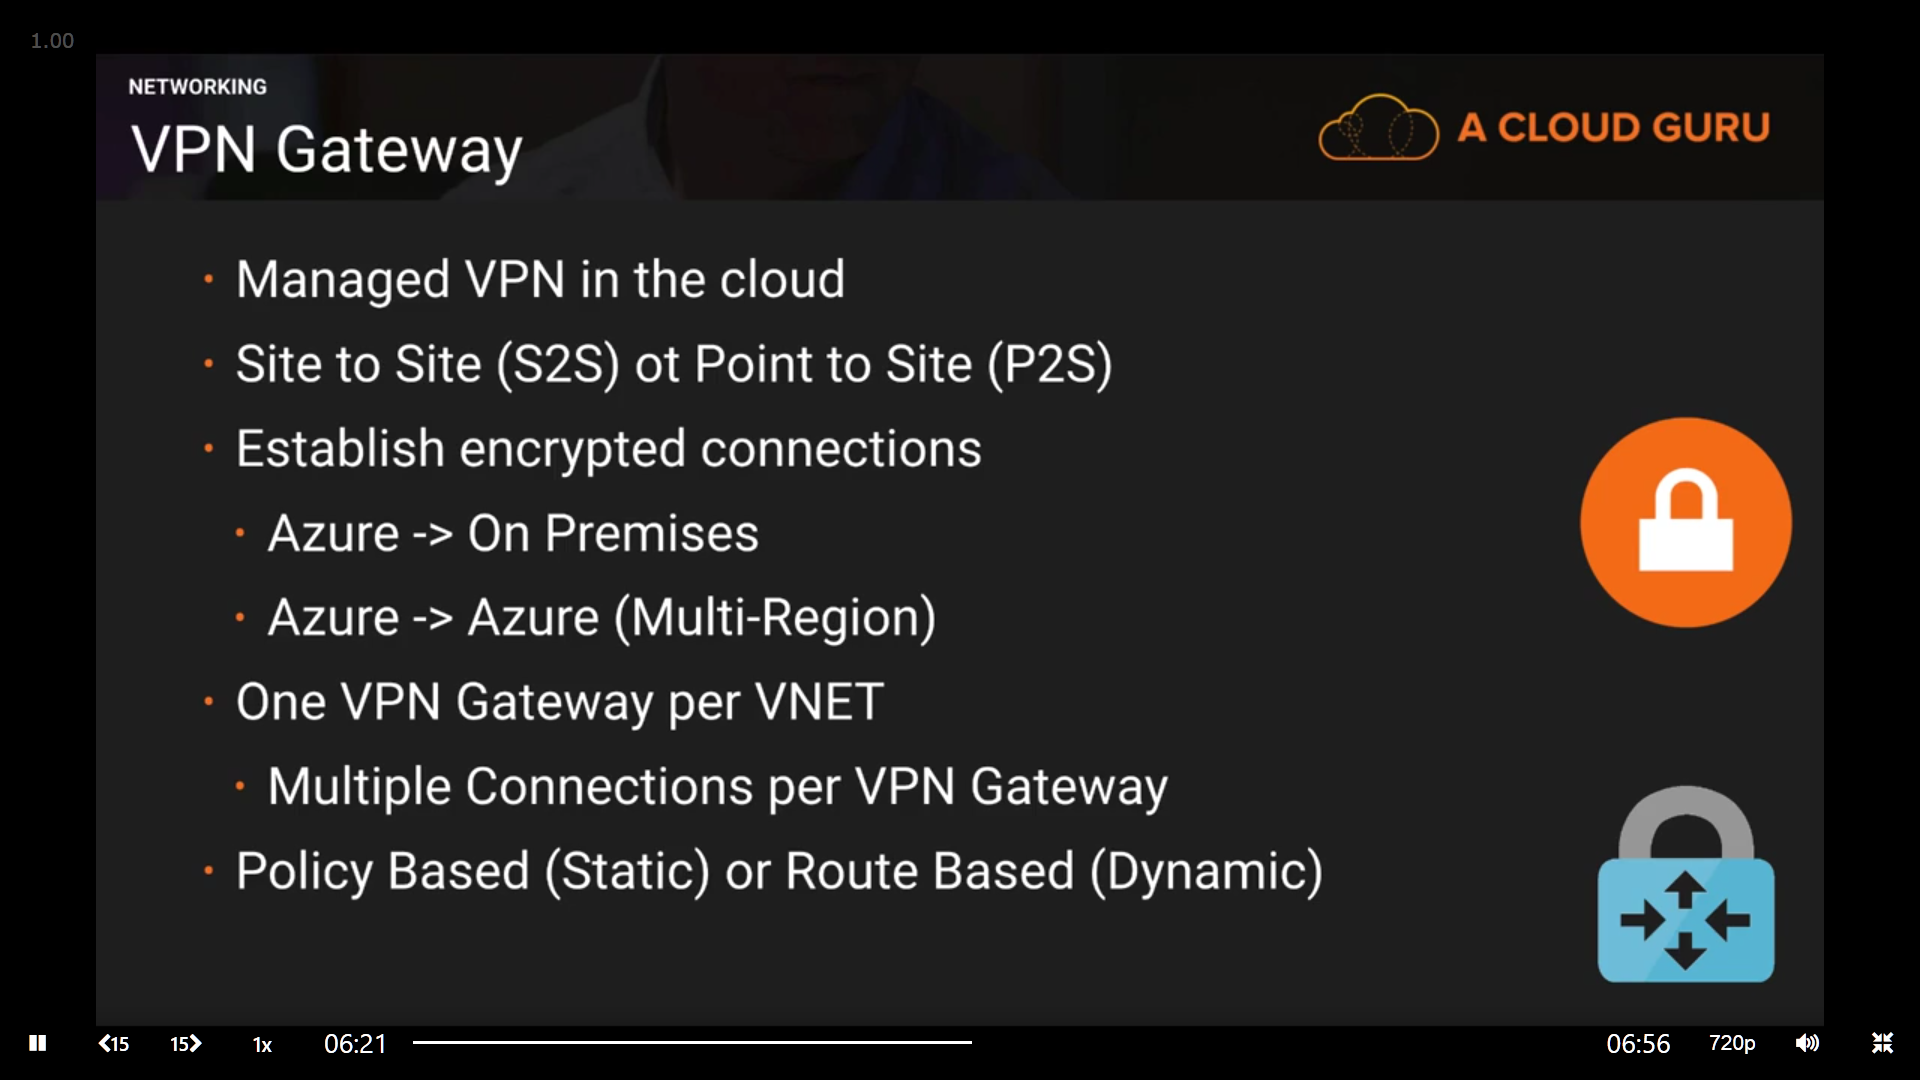 1.00
NETWORKING
VPN Gateway
A CLOUD GURU
• Managed VPN in the cloud
• Site to Site (S2S) ot Point to Site (P2S)
• Establish encrypted connections
• Azure -> On Premises
• Azure -> Azure (Multi-Region)
• One VPN Gateway per VNET
• Multiple Connections per VPN Gateway
• Policy Based (Static) or Route Based (Dynamic)
15 15 1x 06:21 06:56 720p